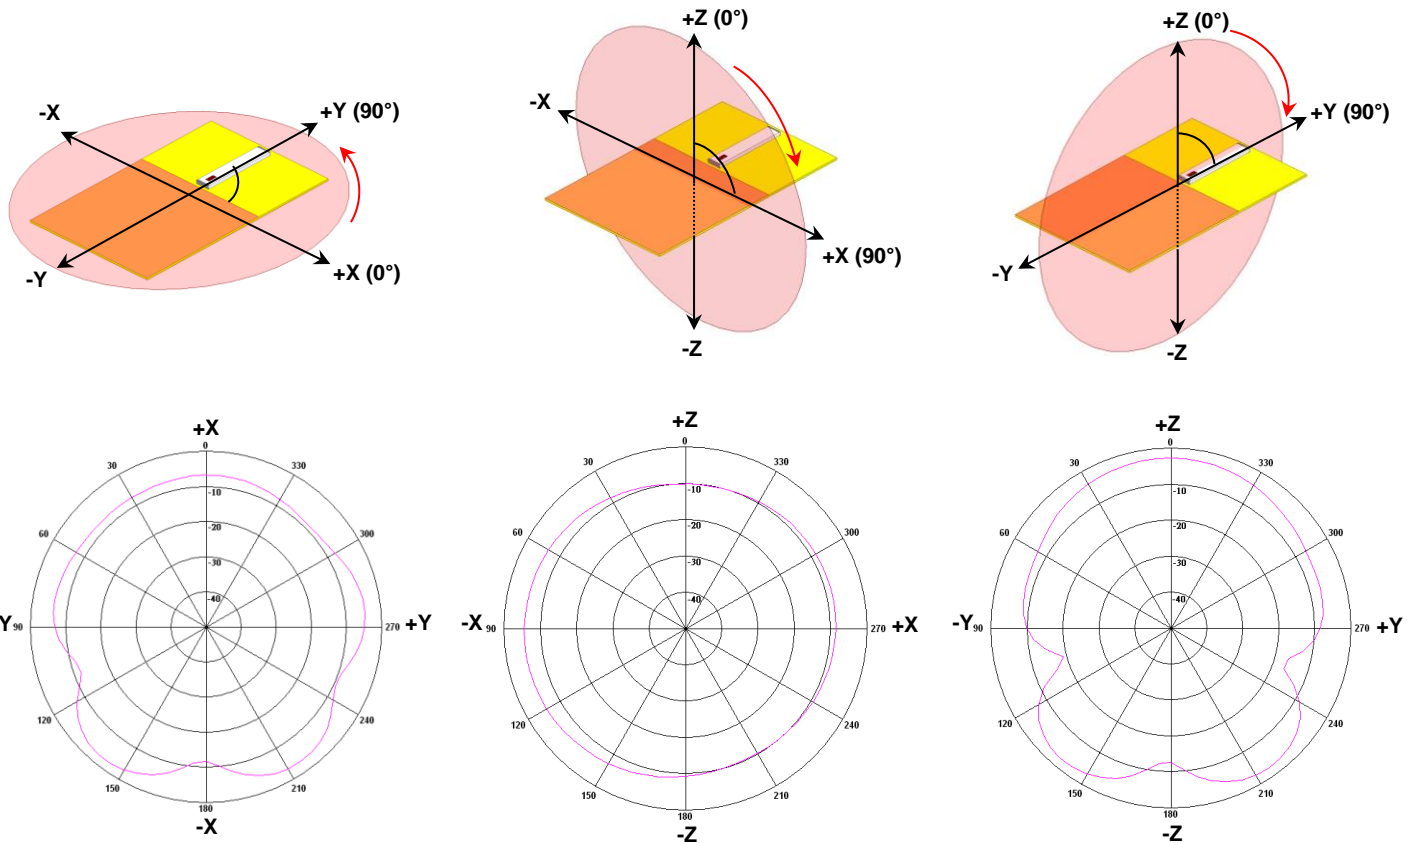 +Z (0°)
-X
+X (90°)
-Z
+Z (0°)
+Y (90°)
-Y
-Z
-X
+Y (90°)
-Y
+X (0°)
+X
0
30
330
-10
60
300
-20
-30
-40
Y 90
270 +Y
120
240
150
210
180
-X
+Z
0
30
330
-10
60
300
-20
-30
-40
-X 90
270 +X
120
240
150
210
180
-Z
+Z
0
30
330
-10
60
300
-20
-30
-40
-Y 90
270 +Y
120
240
150
210
180
-Z